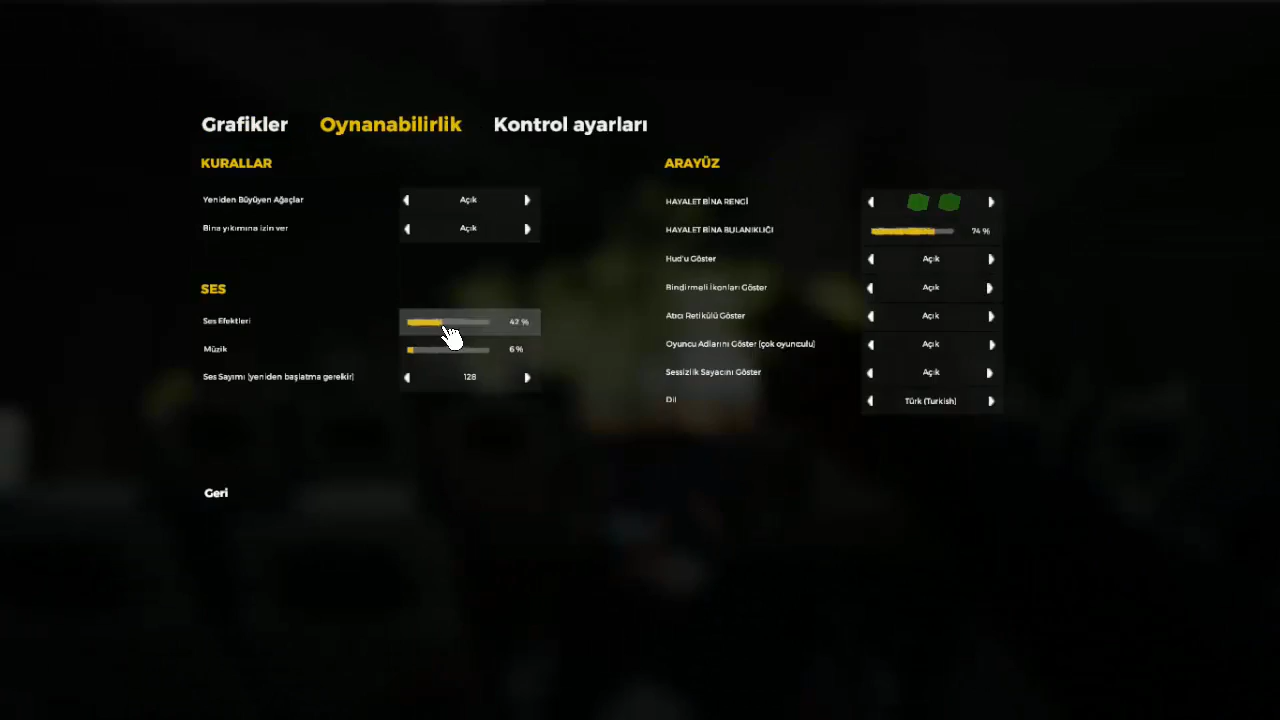 Grafikler Oynanabilirlik Kontrol ayarları
KURALLAR
Yeniden Büyüyen Ağaçlar Açık
Bina yıkımına izin ver Açık
SES
Ses Efektleri 42 %
Müzik 6 %
Ses Sayımı (yeniden başlatma gerekir) 128
Geri
ARAYÜZ
HAYALET BİNA RENGİ
HAYALET BİNA BULANIKLIĞI 74 %
Hud'u Göster Açık
Bindirmeli İkonları Göster Açık
Atıcı Retikülü Göster Açık
Oyuncu Adlarını Göster (çok oyunculu) Açık
Sessizlik Sayacını Göster Açık
Dil Türk (Turkish)